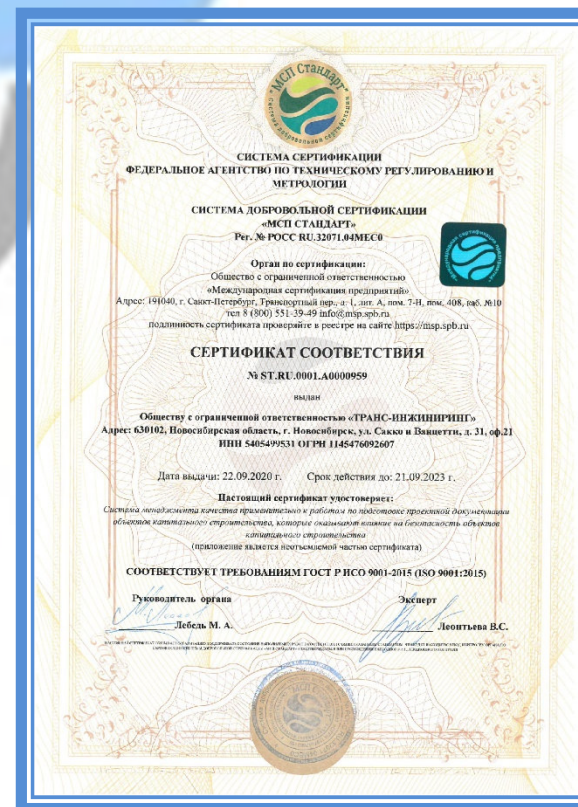 МСП Стандарт
СИСТЕМА СЕРТИФИКАЦИИ
ФЕДЕРАЛЬНОЕ АГЕНТСТВО ПО ТЕХНИЧЕСКОМУ РЕГУЛИРОВАНИЮ И
МЕТРОЛОГИИ
СИСТЕМА ДОБРОВОЛЬНОЙ СЕРТИФИКАЦИИ
«МСП СТАНДАРТ»
Рег. № РОСС RU.32071.04МЕС0
Орган по сертификации:
Общество с ограниченной ответственностью
«Международная сертификация предприятий»
Адрес: 191040, г. Санкт-Петербург, Транспортный пер., д. 1, лит. А, пом. 7-Н, пом. 408, каб. №10
тел 8 (800) 551-39-49 info@msp.spb.ru
подлинность сертификата проверяйте в реестре на сайте https://msp.spb.ru
СЕРТИФИКАТ СООТВЕТСТВИЯ
№ ST.RU.0001.A0000959
выдан
Обществу с ограниченной ответственностью «ТРАНС-ИНЖИНИРИНГ»
Адрес: 630102, Новосибирская область, г. Новосибирск, ул. Сакко и Ванцетти, д. 31, оф.21
ИНН 5405499531 ОГРН 1145476092607
Дата выдачи: 22.09.2020 г. Срок действия до: 21.09.2023 г.
Настоящий сертификат удостоверяет:
Система менеджмента качества применительно к работам по подготовке проектной документации
объектов капитального строительства, которые оказывают влияние на безопасность объектов
капитального строительства
(приложение является неотъемлемой частью сертификата)
СООТВЕТСТВУЕТ ТРЕБОВАНИЯМ ГОСТ Р ИСО 9001-2015 (ISO 9001:2015)
Руководитель органа Эксперт
Лебедь М. А. Леонтьева В.С.
МСПТ